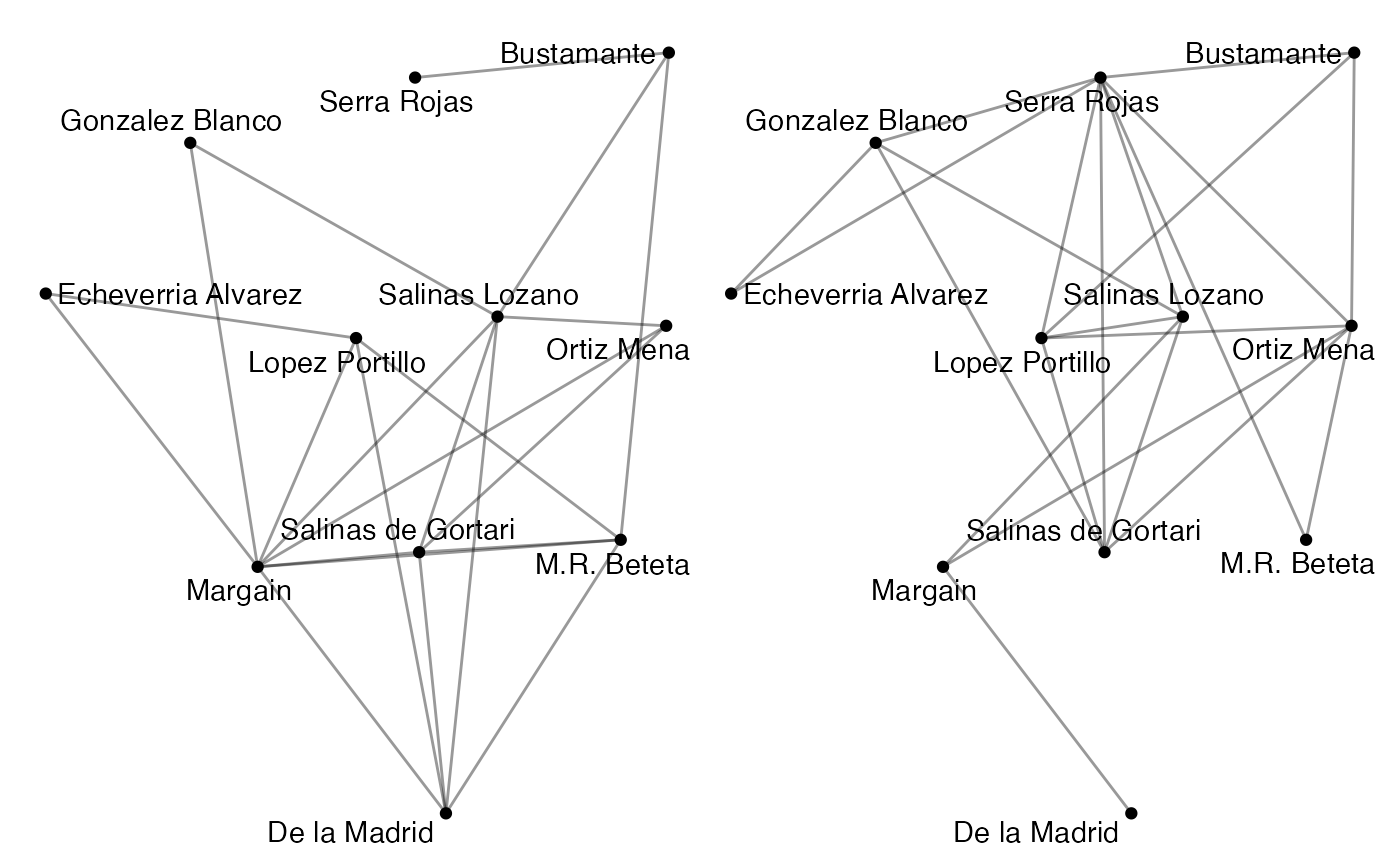 Bustamante
Serra Rojas
Gonzalez Blanco
Echeverria Alvarez
Salinas Lozano
Ortiz Mena
Lopez Portillo
Salinas de Gortari
M.R. Beteta
Margain
De la Madrid
Bustamante
Serra Rojas
Gonzalez Blanco
Echeverria Alvarez
Salinas Lozano
Ortiz Mena
Lopez Portillo
Salinas de Gortari
M.R. Beteta
Margain
De la Madrid